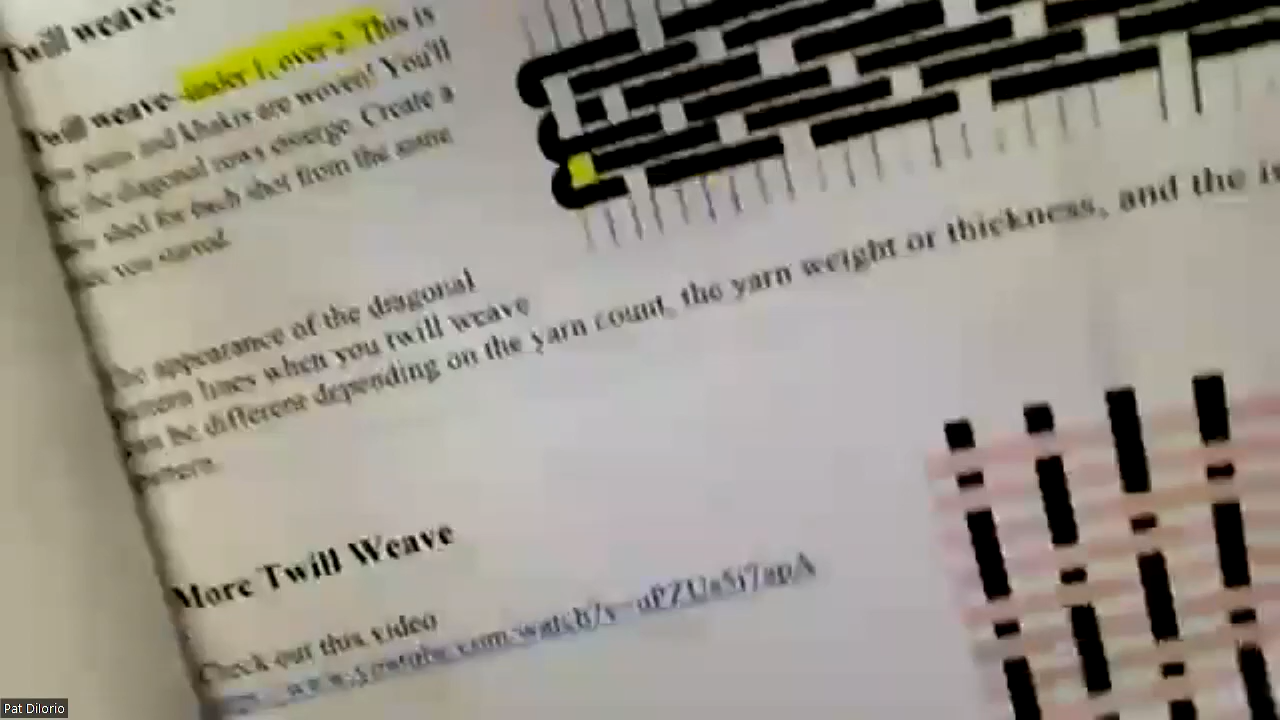 Twill weave:
Twill weave- under 1, over 2. This is
jeans and khakis are woven! You'll
see the diagonal rows emerge. Create a
new shed for each shot from the same
you started.
The appearance of the diagonal
pattern lines when you twill weave
can be different depending on the yarn count, the yarn weight or thickness, and the
pattern.
More Twill Weave
Check out this video
Pat DiIorio